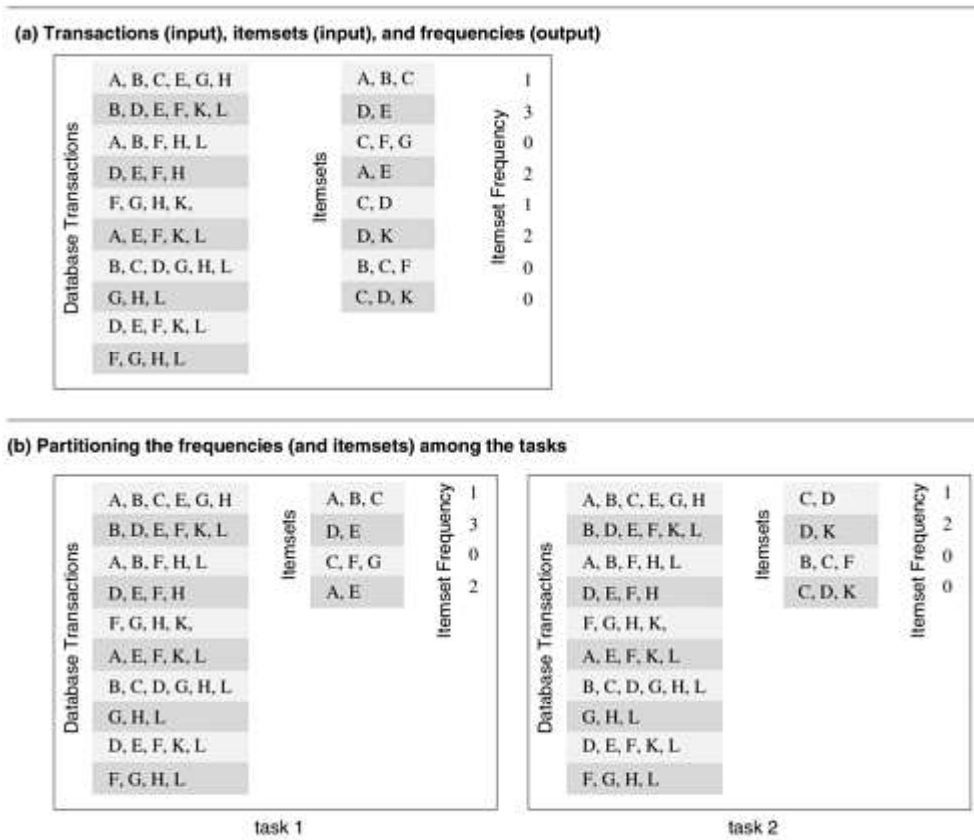 (a) Transactions (input), itemsets (input), and frequencies (output)
Database Transactions
A, B, C, E, G, H
B, D, E, F, K, L
A, B, F, H, L
D, E, F, H
F, G, H, K,
A, E, F, K, L
B, C, D, G, H, L
G, H, L
D, E, F, K, L
F, G, H, L
Itemsets
A, B, C
D, E
C, F, G
A, E
C, D
D, K
B, C, F
C, D, K
Itemset Frequency
1
3
0
2
1
2
0
0
(b) Partitioning the frequencies (and itemsets) among the tasks
Database Transactions
A, B, C, E, G, H
B, D, E, F, K, L
A, B, F, H, L
D, E, F, H
F, G, H, K,
A, E, F, K, L
B, C, D, G, H, L
G, H, L
D, E, F, K, L
F, G, H, L
Itemsets
A, B, C
D, E
C, F, G
A, E
Itemset Frequency
1
3
0
2
task 1
Database Transactions
A, B, C, E, G, H
B, D, E, F, K, L
A, B, F, H, L
D, E, F, H
F, G, H, K,
A, E, F, K, L
B, C, D, G, H, L
G, H, L
D, E, F, K, L
F, G, H, L
Itemsets
C, D
D, K
B, C, F
C, D, K
Itemset Frequency
1
2
0
0
task 2